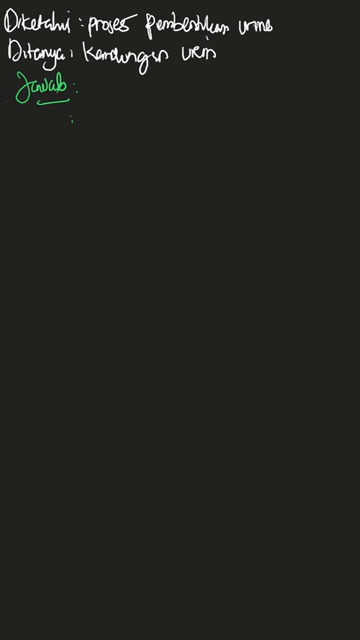 Diketahui : proses pembentukan urine
Ditanya : Kandungan urin
Jawab :
: